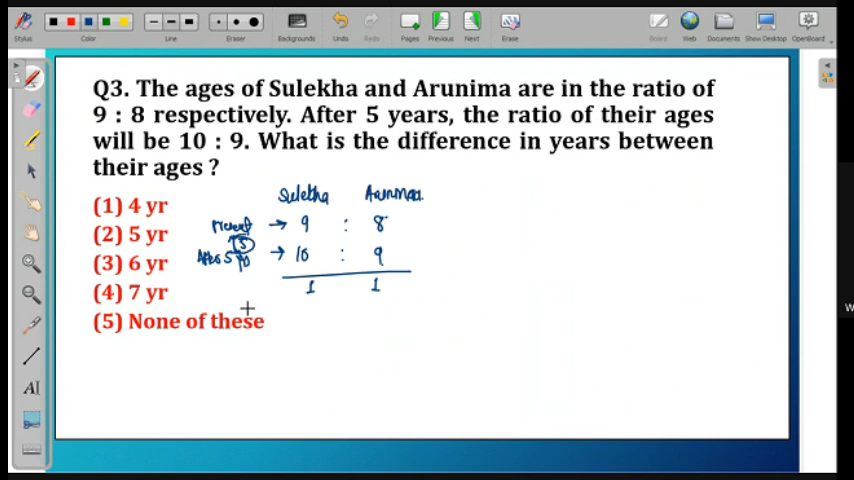 Stylus
Color
Line
Eraser
Backgrounds
Undo
Redo
Pages
Previous
Next
Erase
Board
Web
Documents
Show Desktop
OpenBoard
Q3. The ages of Sulekha and Arunima are in the ratio of
9 : 8 respectively. After 5 years, the ratio of their ages
will be 10 : 9. What is the difference in years between
their ages ?
(1) 4 yr
(2) 5 yr
(3) 6 yr
(4) 7 yr
(5) None of these
Sulekha Arunima.
Present → 9 : 8
5
After 5 → 10 : 9
1 1
AI
w